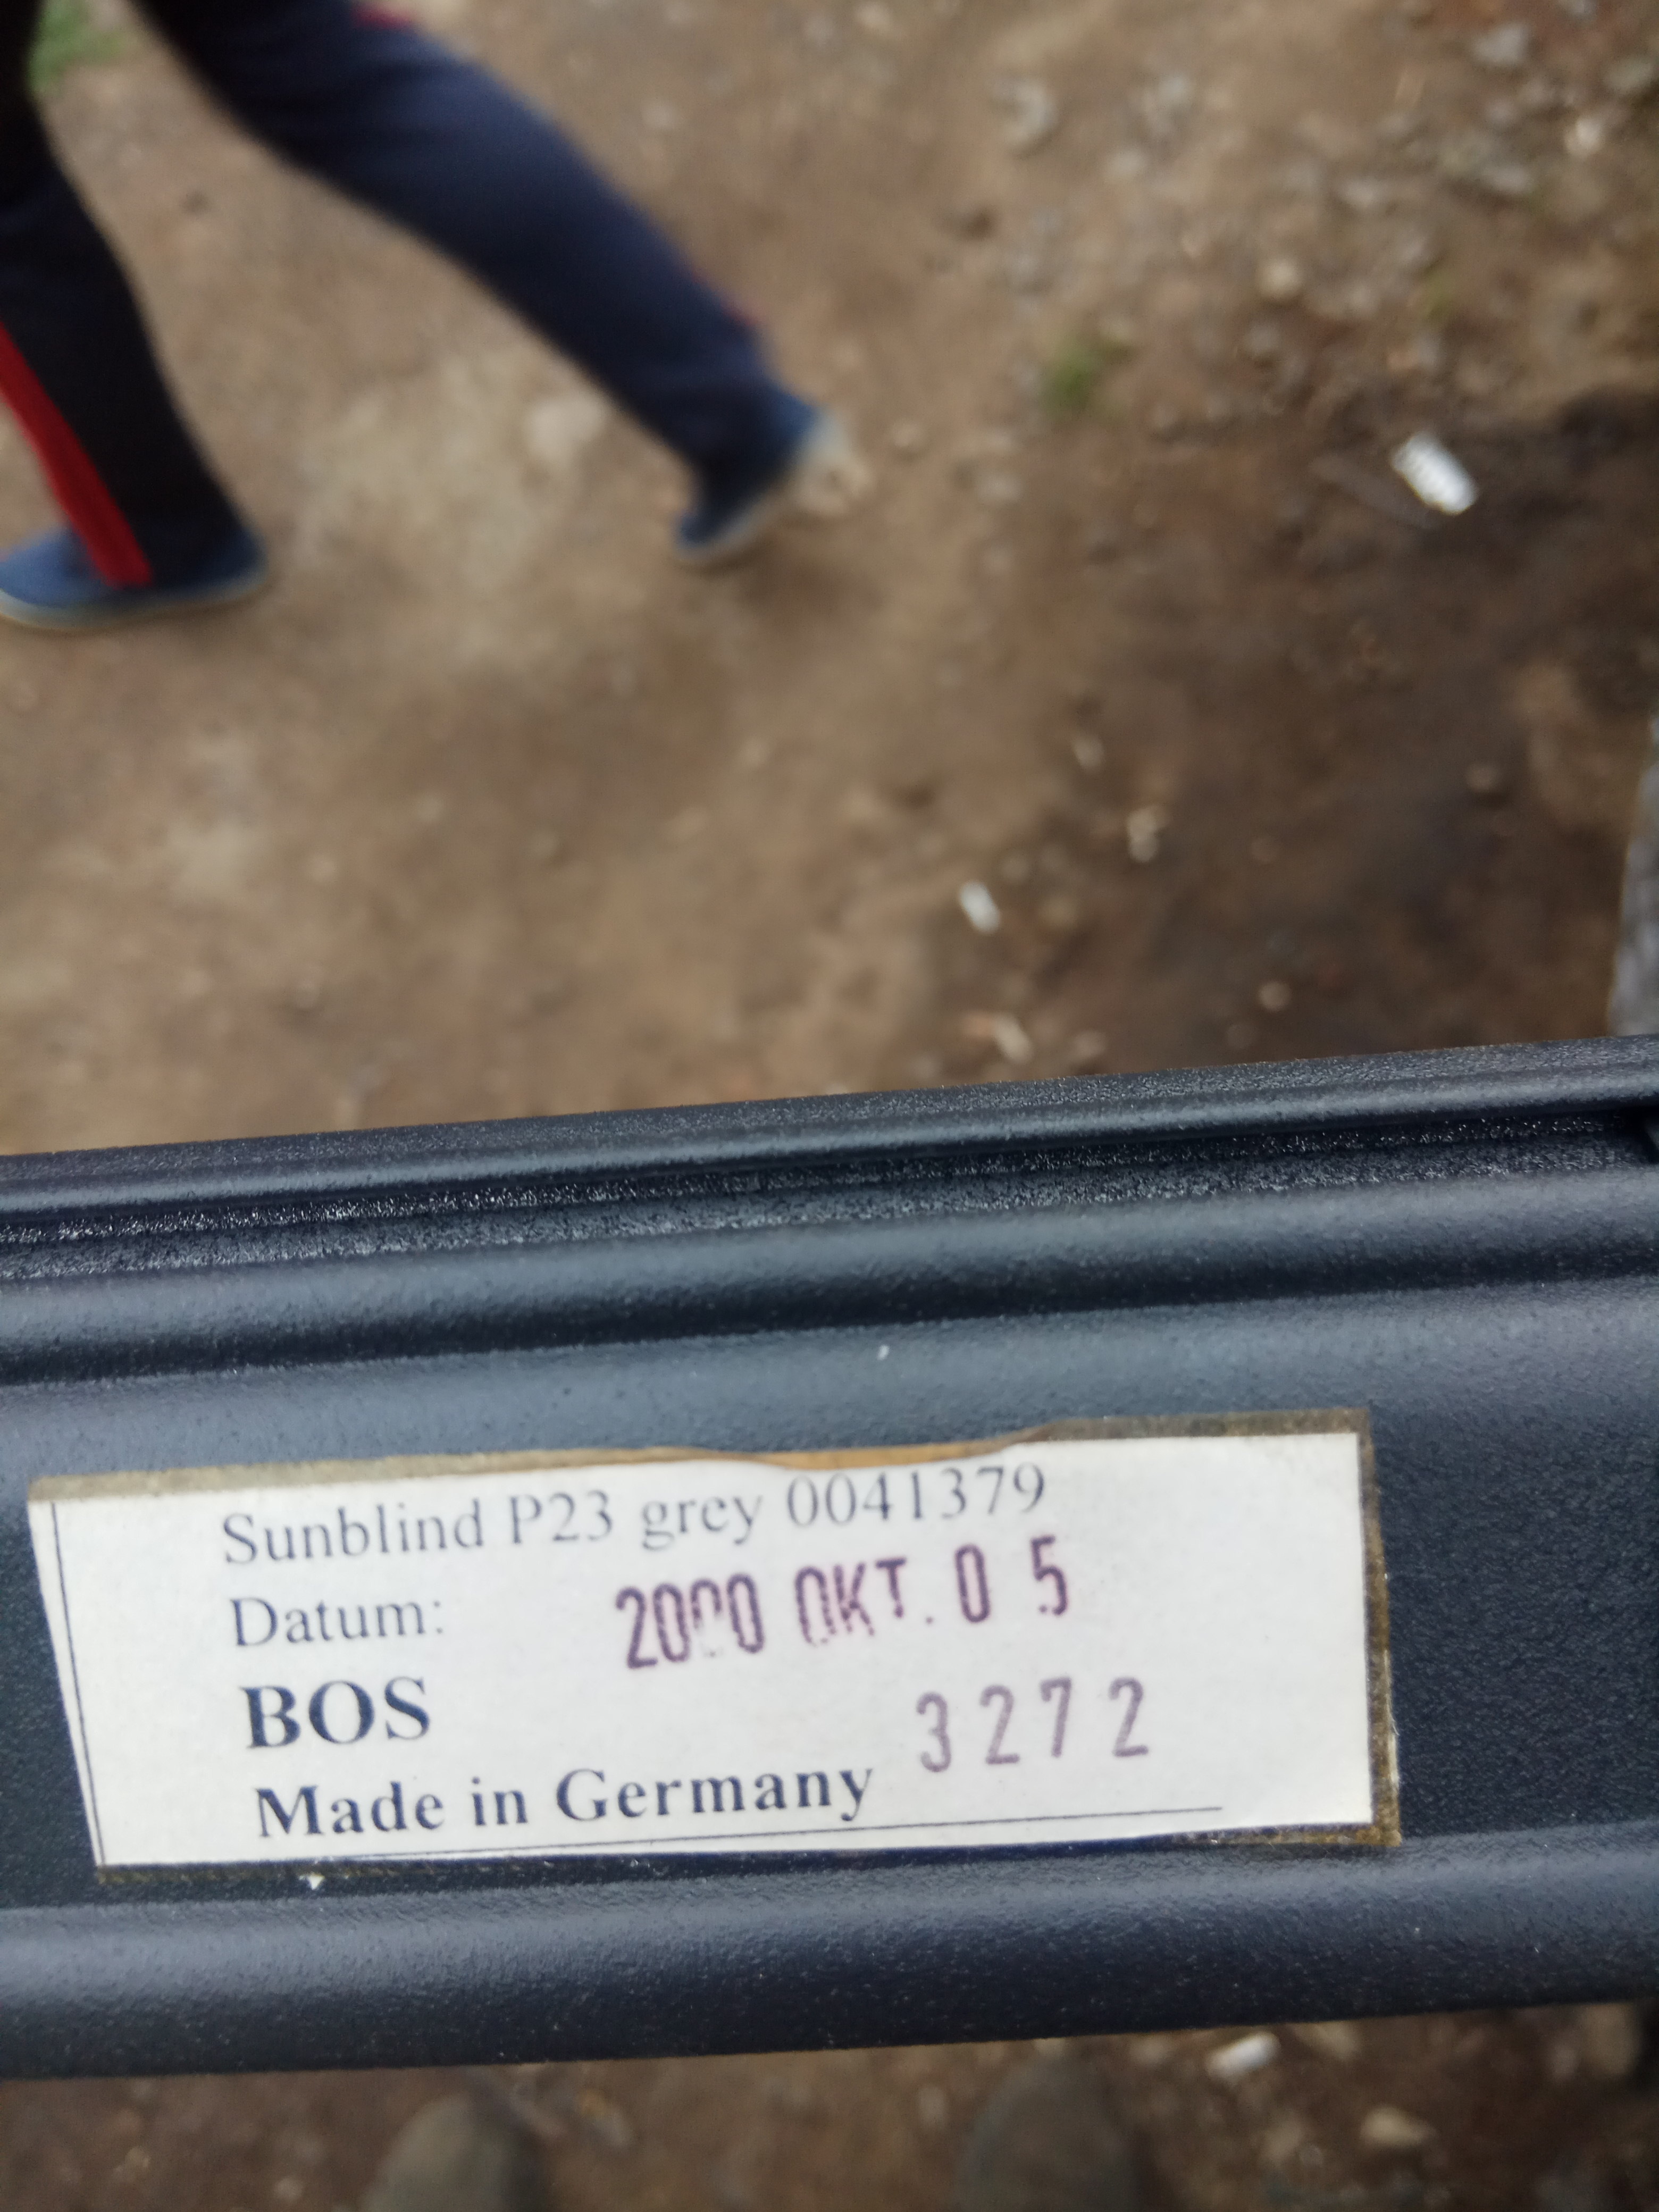 Sunblind P23 grey 0041379
Datum: 2000 OKT. 0 5
BOS
3272
Made in Germany